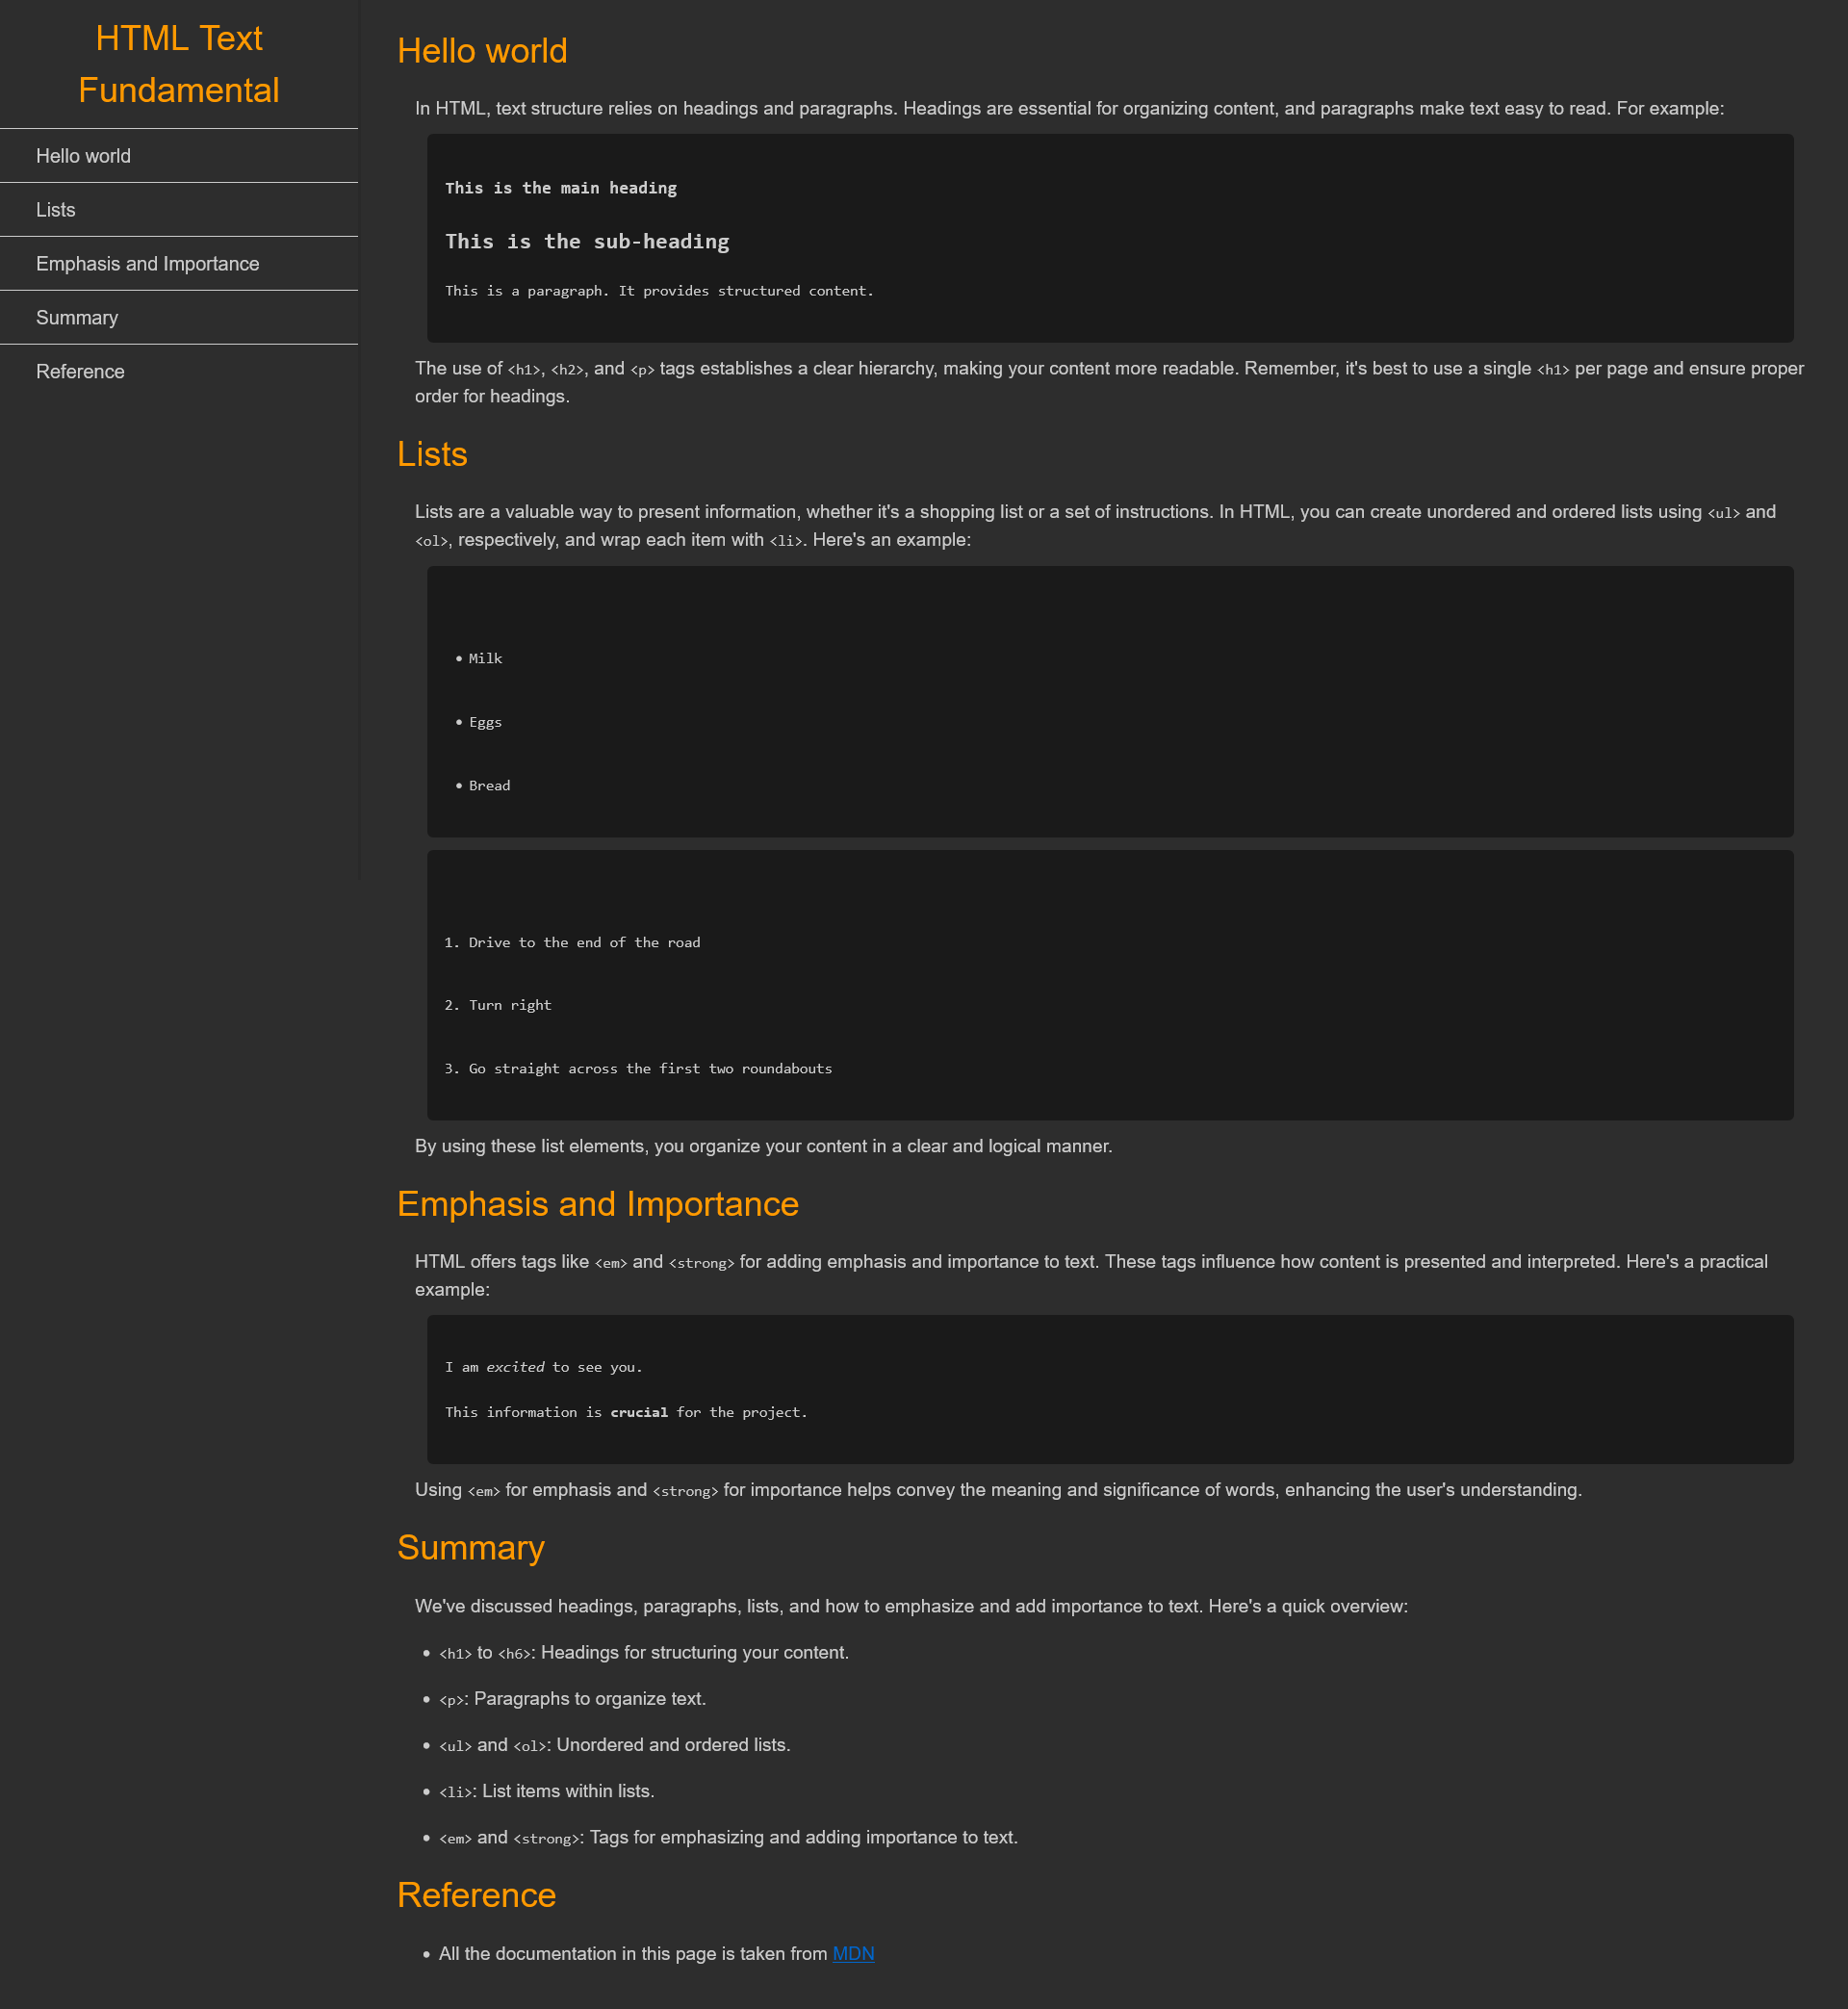 HTML Text
Fundamental
Hello world
Lists
Emphasis and Importance
Summary
Reference
Hello world
In HTML, text structure relies on headings and paragraphs. Headings are essential for organizing content, and paragraphs make text easy to read. For example:
This is the main heading
This is the sub-heading
This is a paragraph. It provides structured content.
The use of <h1>, <h2>, and <p> tags establishes a clear hierarchy, making your content more readable. Remember, it's best to use a single <h1> per page and ensure proper
order for headings.
Lists
Lists are a valuable way to present information, whether it's a shopping list or a set of instructions. In HTML, you can create unordered and ordered lists using <ul> and
<ol>, respectively, and wrap each item with <li>. Here's an example:
• Milk
• Eggs
• Bread
1. Drive to the end of the road
2. Turn right
3. Go straight across the first two roundabouts
By using these list elements, you organize your content in a clear and logical manner.
Emphasis and Importance
HTML offers tags like <em> and <strong> for adding emphasis and importance to text. These tags influence how content is presented and interpreted. Here's a practical
example:
I am excited to see you.
This information is crucial for the project.
Using <em> for emphasis and <strong> for importance helps convey the meaning and significance of words, enhancing the user's understanding.
Summary
We've discussed headings, paragraphs, lists, and how to emphasize and add importance to text. Here's a quick overview:
• <h1> to <h6>: Headings for structuring your content.
• <p>: Paragraphs to organize text.
• <ul> and <ol>: Unordered and ordered lists.
• <li>: List items within lists.
• <em> and <strong>: Tags for emphasizing and adding importance to text.
Reference
• All the documentation in this page is taken from MDN